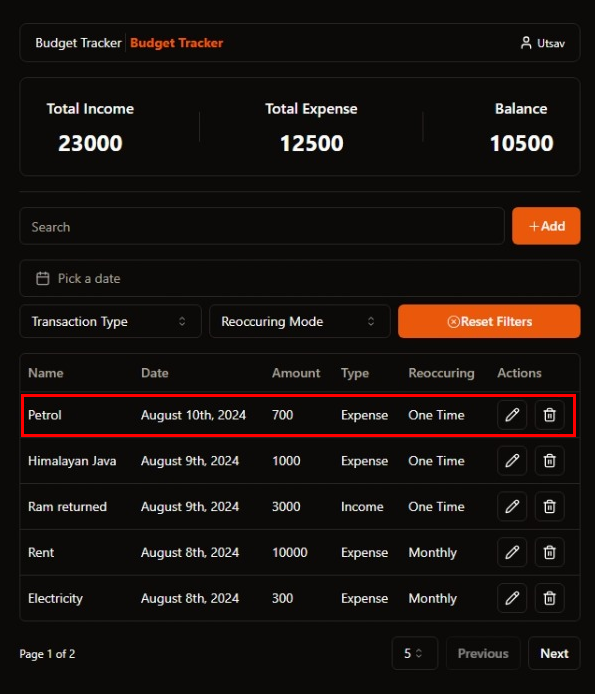 Budget Tracker Budget Tracker Utsav
Total Income Total Expense Balance
23000 12500 10500
Search +Add
Pick a date
Transaction Type Reoccuring Mode Reset Filters
Name Date Amount Type Reoccuring Actions
Petrol August 10th, 2024 700 Expense One Time
Himalayan Java August 9th, 2024 1000 Expense One Time
Ram returned August 9th, 2024 3000 Income One Time
Rent August 8th, 2024 10000 Expense Monthly
Electricity August 8th, 2024 300 Expense Monthly
Page 1 of 2 5 Previous Next